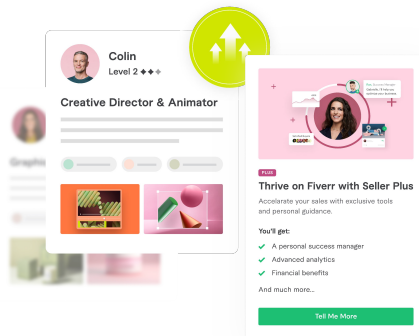 Colin
Level 2
Creative Director & Animator
PLUS
Thrive on Fiverr with Seller Plus
Accelarate your sales with exclusive tools
and personal guidance.
You'll get:
A personal success manager
Advanced analytics
Financial benefits
And much more...
Tell Me More